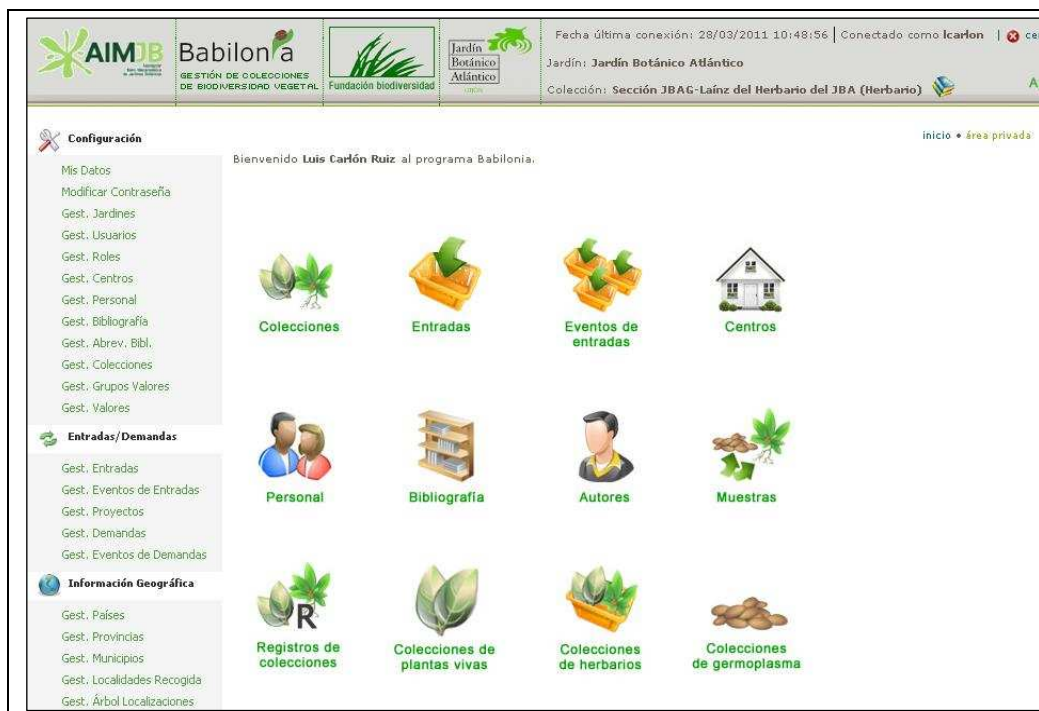 AIMJB
Babilonia
GESTIÓN DE COLECCIONES
DE BIODIVERSIDAD VEGETAL
Fundación biodiversidad
Jardín
Botánico
Atlántico
Fecha última conexión: 28/03/2011 10:48:56 | Conectado como lcarlon | ce
Jardín: Jardín Botánico Atlántico
Colección: Sección JBAG-Laínz del Herbario del JBA (Herbario)
A
inicio • área privada
Bienvenido Luis Carlón Ruiz al programa Babilonia.
Configuración
Mis Datos
Modificar Contraseña
Gest. Jardines
Gest. Usuarios
Gest. Roles
Gest. Centros
Gest. Personal
Gest. Bibliografía
Gest. Abrev. Bibl.
Gest. Colecciones
Gest. Grupos Valores
Gest. Valores
Entradas/Demandas
Gest. Entradas
Gest. Eventos de Entradas
Gest. Proyectos
Gest. Demandas
Gest. Eventos de Demandas
Información Geográfica
Gest. Países
Gest. Provincias
Gest. Municipios
Gest. Localidades Recogida
Gest. Árbol Localizaciones
Colecciones
Entradas
Eventos de
entradas
Centros
Personal
Bibliografía
Autores
Muestras
R
Registros de
colecciones
Colecciones de
plantas vivas
Colecciones
de herbarios
Colecciones
de germoplasma